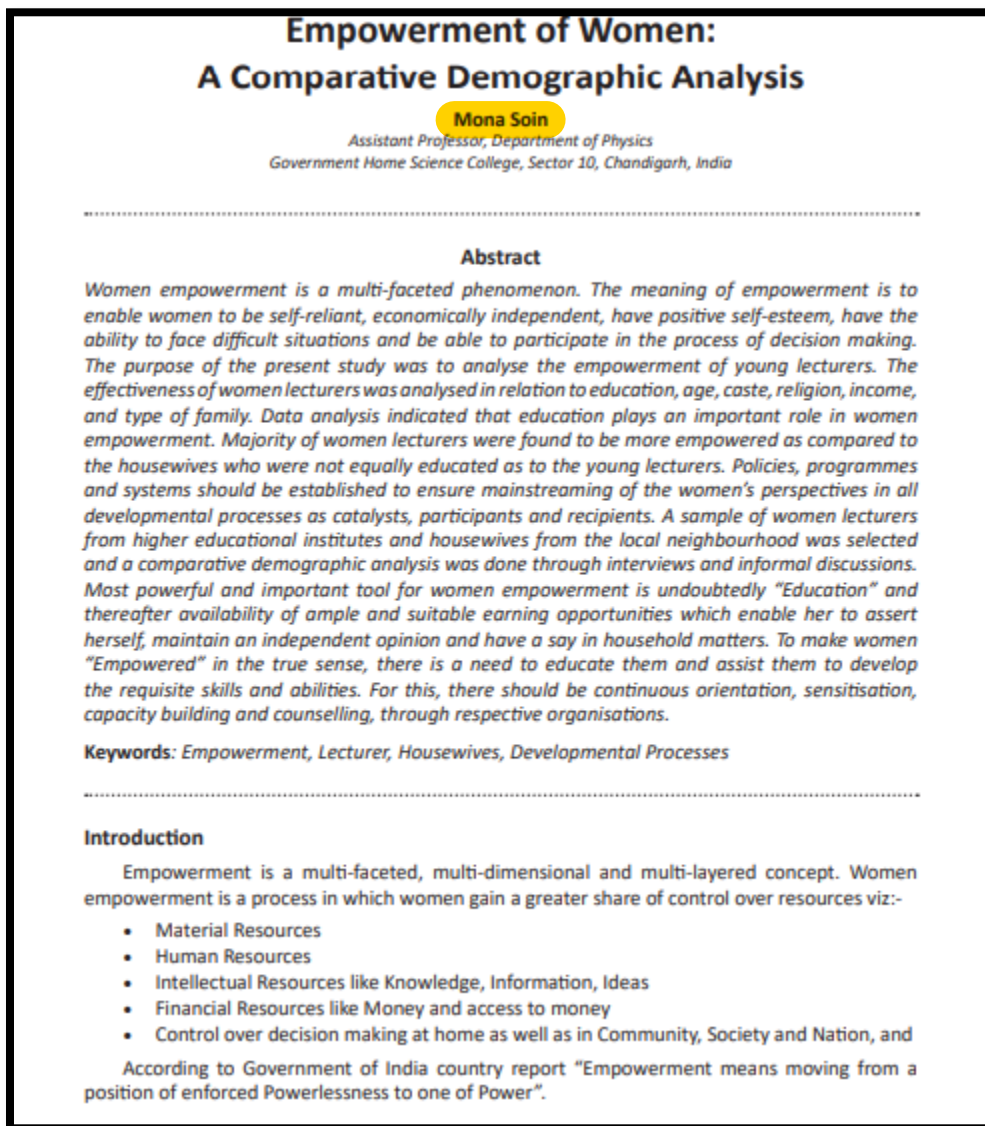 Empowerment of Women:
A Comparative Demographic Analysis
Mona Soin
Assistant Professor, Department of Physics
Government Home Science College, Sector 10, Chandigarh, India
Abstract
Women empowerment is a multi-faceted phenomenon. The meaning of empowerment is to
enable women to be self-reliant, economically independent, have positive self-esteem, have the
ability to face difficult situations and be able to participate in the process of decision making.
The purpose of the present study was to analyse the empowerment of young lecturers. The
effectiveness of women lecturers was analysed in relation to education, age, caste, religion, income,
and type of family. Data analysis indicated that education plays an important role in women
empowerment. Majority of women lecturers were found to be more empowered as compared to
the housewives who were not equally educated as to the young lecturers. Policies, programmes
and systems should be established to ensure mainstreaming of the women's perspectives in all
developmental processes as catalysts, participants and recipients. A sample of women lecturers
from higher educational institutes and housewives from the local neighbourhood was selected
and a comparative demographic analysis was done through interviews and informal discussions.
Most powerful and important tool for women empowerment is undoubtedly “Education” and
thereafter availability of ample and suitable earning opportunities which enable her to assert
herself, maintain an independent opinion and have a say in household matters. To make women
“Empowered” in the true sense, there is a need to educate them and assist them to develop
the requisite skills and abilities. For this, there should be continuous orientation, sensitisation,
capacity building and counselling, through respective organisations.
Keywords: Empowerment, Lecturer, Housewives, Developmental Processes
Introduction
Empowerment is a multi-faceted, multi-dimensional and multi-layered concept. Women
empowerment is a process in which women gain a greater share of control over resources viz:-
• Material Resources
• Human Resources
• Intellectual Resources like Knowledge, Information, Ideas
• Financial Resources like Money and access to money
• Control over decision making at home as well as in Community, Society and Nation, and
According to Government of India country report “Empowerment means moving from a
position of enforced Powerlessness to one of Power”.